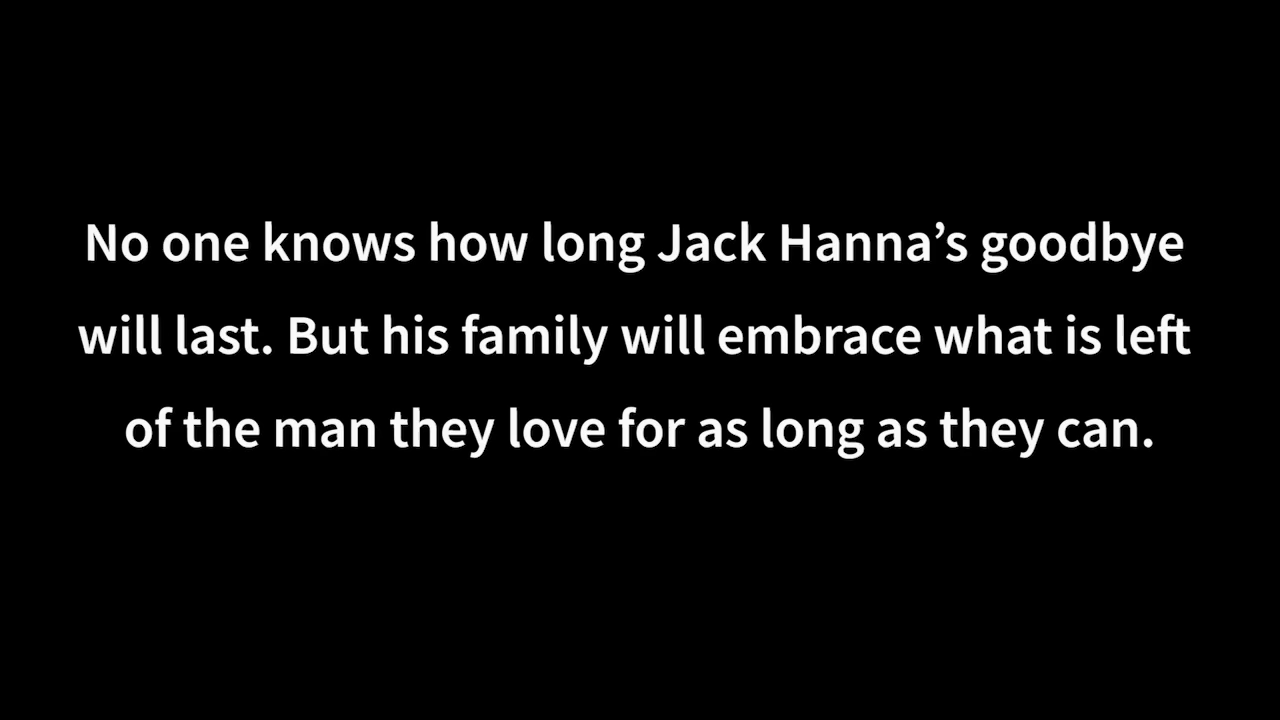 No one knows how long Jack Hanna’s goodbye
will last. But his family will embrace what is left
of the man they love for as long as they can.